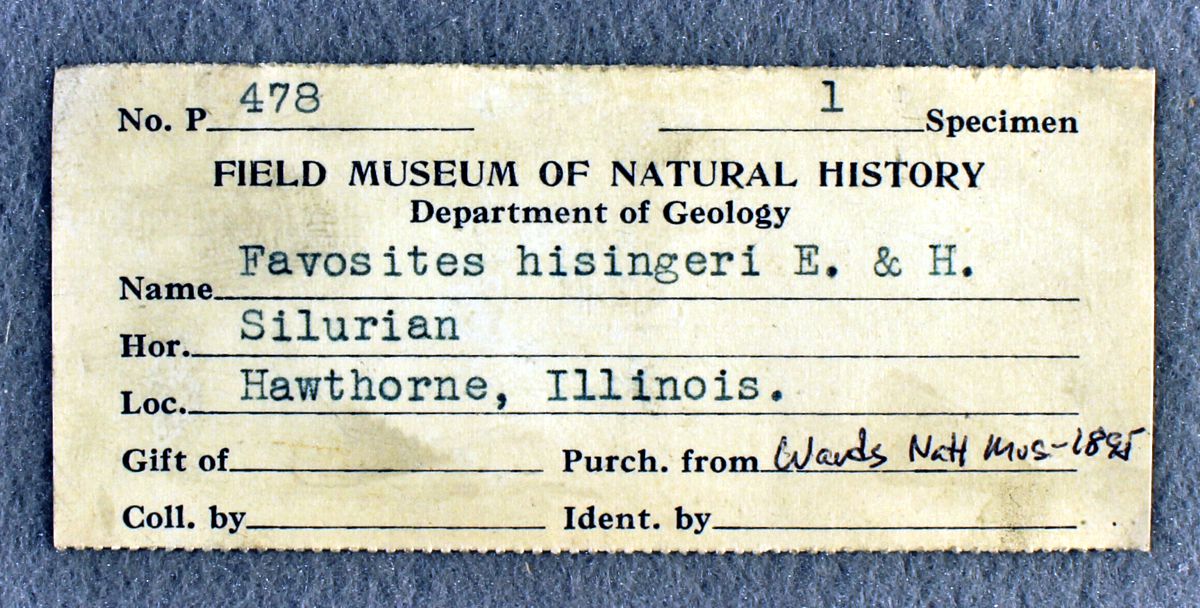 No. P 478 1 Specimen
FIELD MUSEUM OF NATURAL HISTORY
Department of Geology
Name Favosites hisingeri E. & H.
Hor. Silurian
Loc. Hawthorne, Illinois.
Gift of Purch. from Wards Natl Mus-1895
Coll. by Ident. by